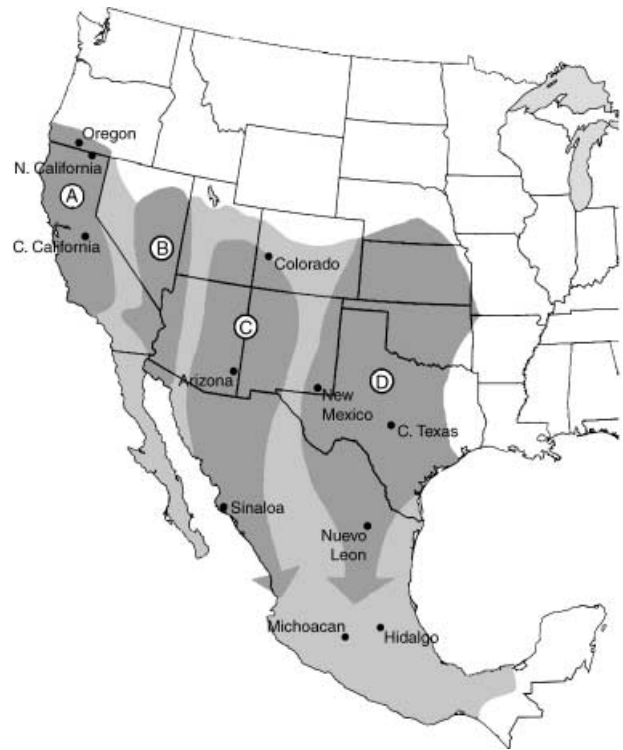 Oregon
N. California
A
C. California
B
Colorado
C
Arizona
D
New
Mexico
C. Texas
Sinaloa
Nuevo
Leon
Michoacan
Hidalgo